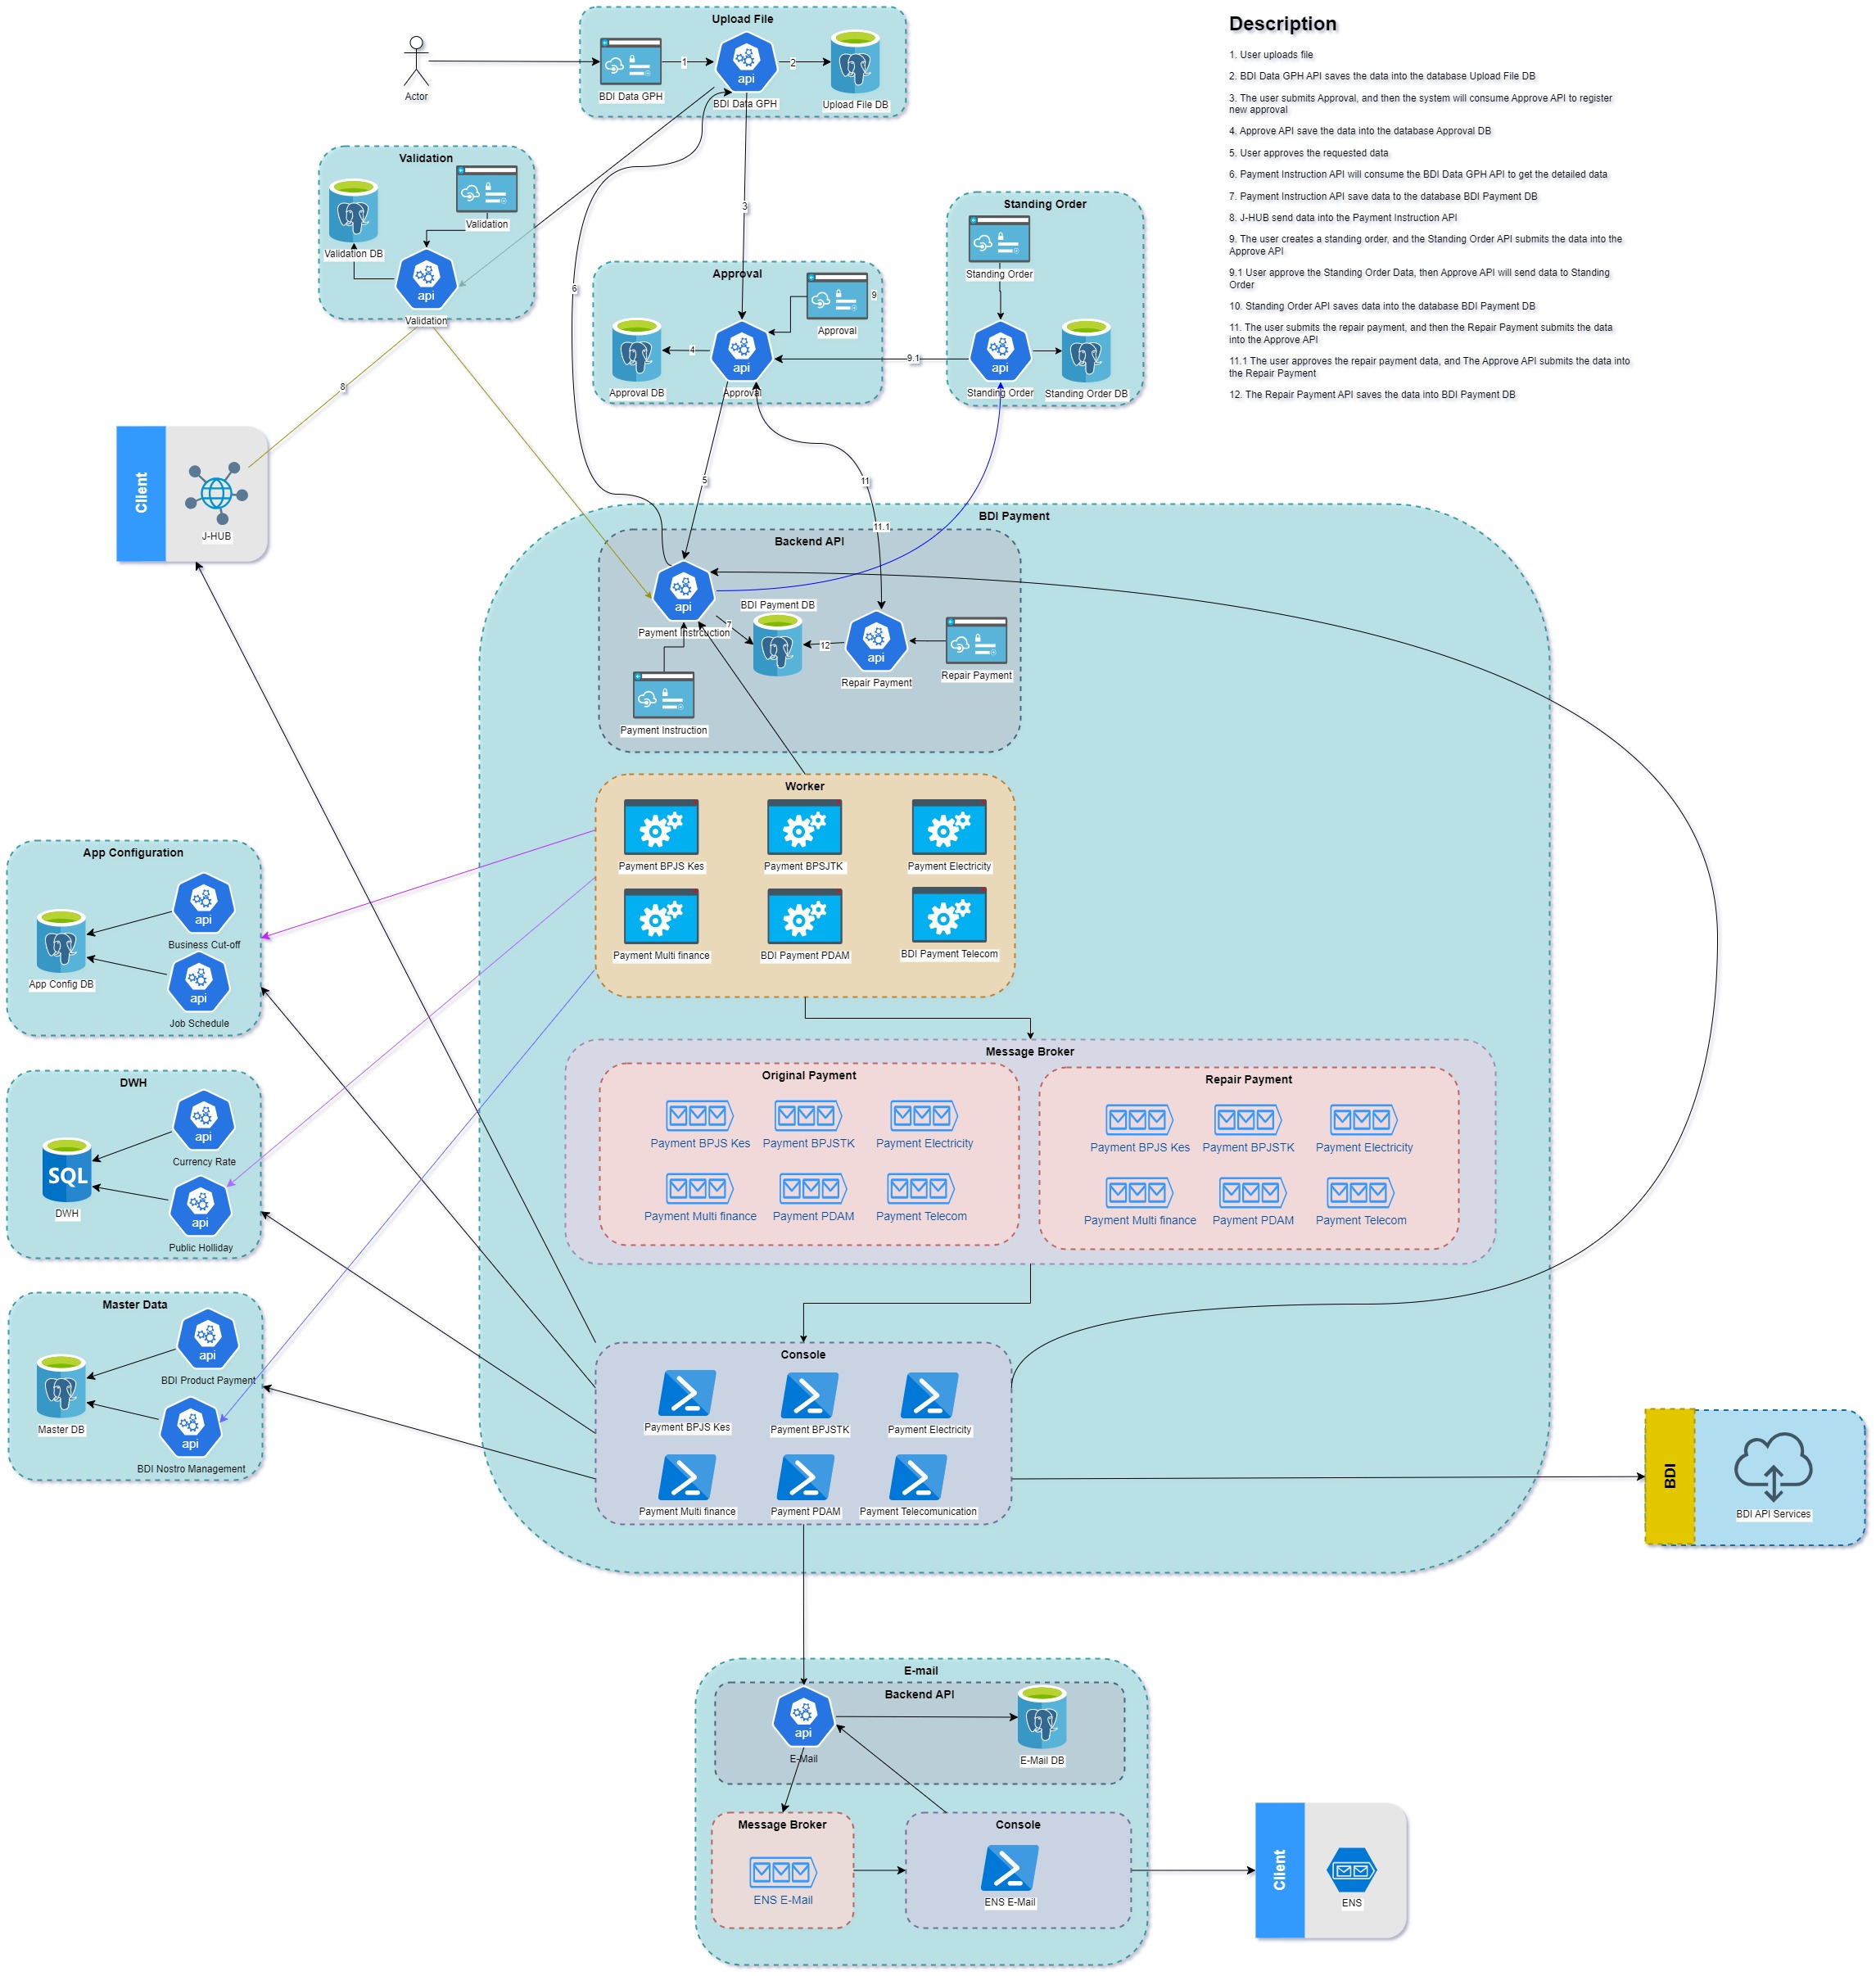 Upload File
BDI Data GPH
1
api
BDI Data GPH
2
Upload File DB
Actor
Description
1. User uploads file
2. BDI Data GPH API saves the data into the database Upload File DB
3. The user submits Approval, and then the system will consume Approve API to register
new approval
4. Approve API save the data into the database Approval DB
5. User approves the requested data
6. Payment Instruction API will consume the BDI Data GPH API to get the detailed data
7. Payment Instruction API save data to the database BDI Payment DB
8. J-HUB send data into the Payment Instruction API
9. The user creates a standing order, and the Standing Order API submits the data into the
Approve API
9.1 User approve the Standing Order Data, then Approve API will send data to Standing
Order
10. Standing Order API saves data into the database BDI Payment DB
11. The user submits the repair payment, and then the Repair Payment submits the data
into the Approve API
11.1 The user approves the repair payment data, and The Approve API submits the data into
the Repair Payment
12. The Repair Payment API saves the data into BDI Payment DB
Validation
Validation
Validation DB
api
Validation
3
6
Standing Order
Standing Order
api
Standing Order
Standing Order DB
Approval
9
Approval
4
api
Approval DB
Approval
9.1
8
5
11
11.1
Client
J-HUB
BDI Payment
Backend API
api
Payment Instrcuction
7
BDI Payment DB
12
api
Repair Payment
Repair Payment
Payment Instruction
Worker
Payment BPJS Kes
Payment BPSJTK
Payment Electricity
Payment Multi finance
BDI Payment PDAM
BDI Payment Telecom
App Configuration
api
Business Cut-off
App Config DB
api
Job Schedule
Message Broker
Original Payment
Payment BPJS Kes
Payment BPJSTK
Payment Electricity
Payment Multi finance
Payment PDAM
Payment Telecom
Repair Payment
Payment BPJS Kes
Payment BPJSTK
Payment Electricity
Payment Multi finance
Payment PDAM
Payment Telecom
DWH
api
Currency Rate
SQL
DWH
api
Public Holliday
Master Data
api
BDI Product Payment
Master DB
api
BDI Nostro Management
Console
Payment BPJS Kes
Payment BPJSTK
Payment Electricity
Payment Multi finance
Payment PDAM
Payment Telecomunication
BDI
BDI API Services
E-mail
Backend API
api
E-Mail
E-Mail DB
Message Broker
ENS E-Mail
Console
ENS E-Mail
Client
ENS